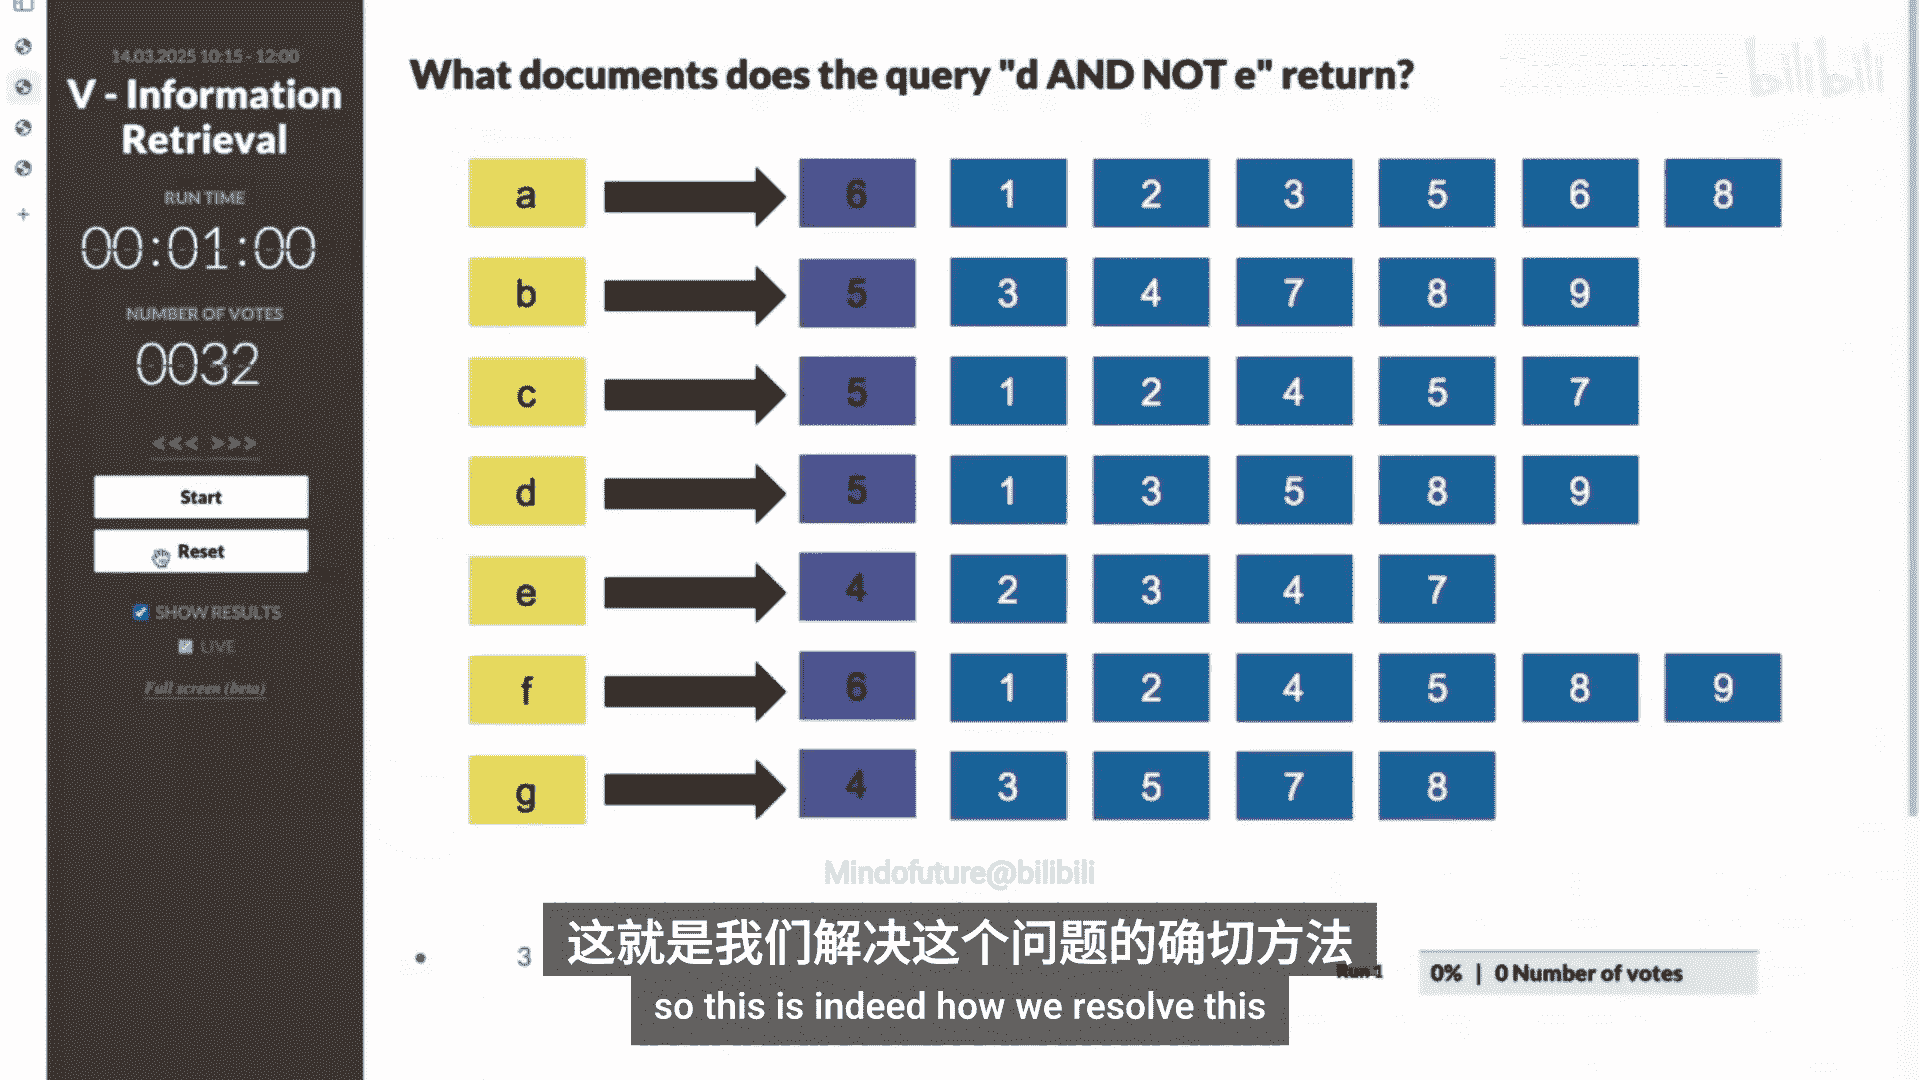 14.03.2025 10:15 - 12:00
V - Information
Retrieval
RUN TIME
00:01:00
NUMBER OF VOTES
0032
<<< >>>
Start
Reset
SHOW RESULTS
LIVE
Full screen (beta)
What documents does the query "d AND NOT e" return?
bilibili
a 6 1 2 3 5 6 8
b 5 3 4 7 8 9
c 5 1 2 4 5 7
d 5 1 3 5 8 9
e 4 2 3 4 7
f 6 1 2 4 5 8 9
g 4 3 5 7 8
Mindofuture@bilibili
3
Run 1
0% | 0 Number of votes
这就是我们解决这个问题的确切方法
so this is indeed how we resolve this